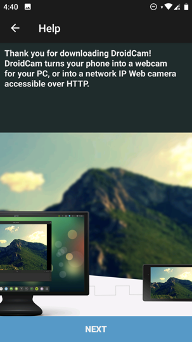 4:40
Help
Thank you for downloading DroidCam!
DroidCam turns your phone into a webcam
for your PC, or into a network IP Web camera
accessible over HTTP.
NEXT